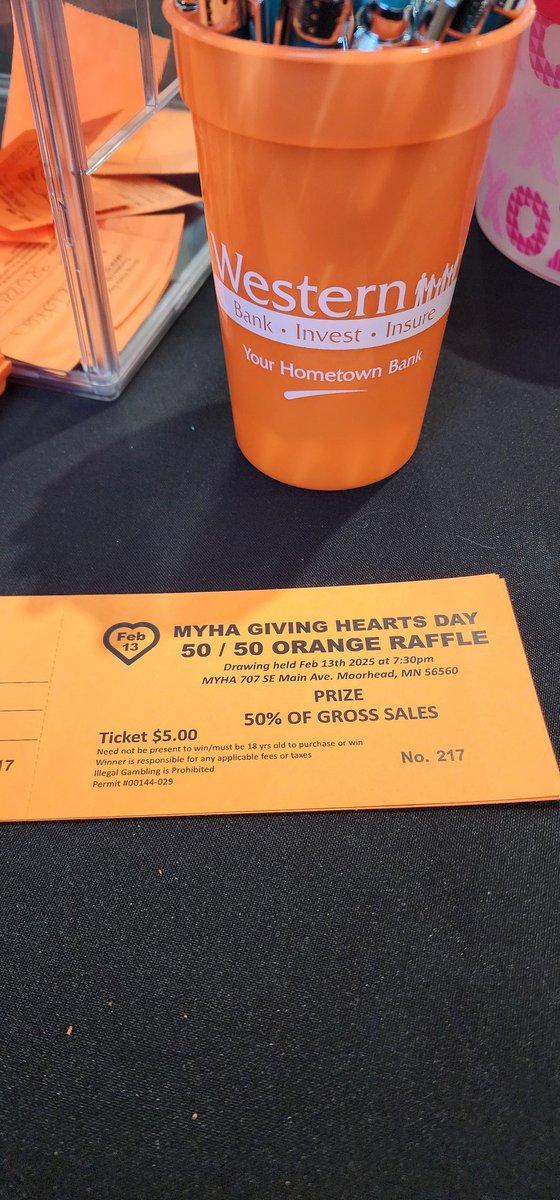 Western
Bank • Invest • Insure
Your Hometown Bank
Feb
13
MYHA GIVING HEARTS DAY
50 / 50 ORANGE RAFFLE
Drawing held Feb 13th 2025 at 7:30pm
MYHA 707 SE Main Ave. Moorhead, MN 56560
PRIZE
50% OF GROSS SALES
Ticket $5.00
Need not be present to win/must be 18 yrs old to purchase or win
Winner is responsible for any applicable fees or taxes
Illegal Gambling is Prohibited
Permit #00144-029
No. 217